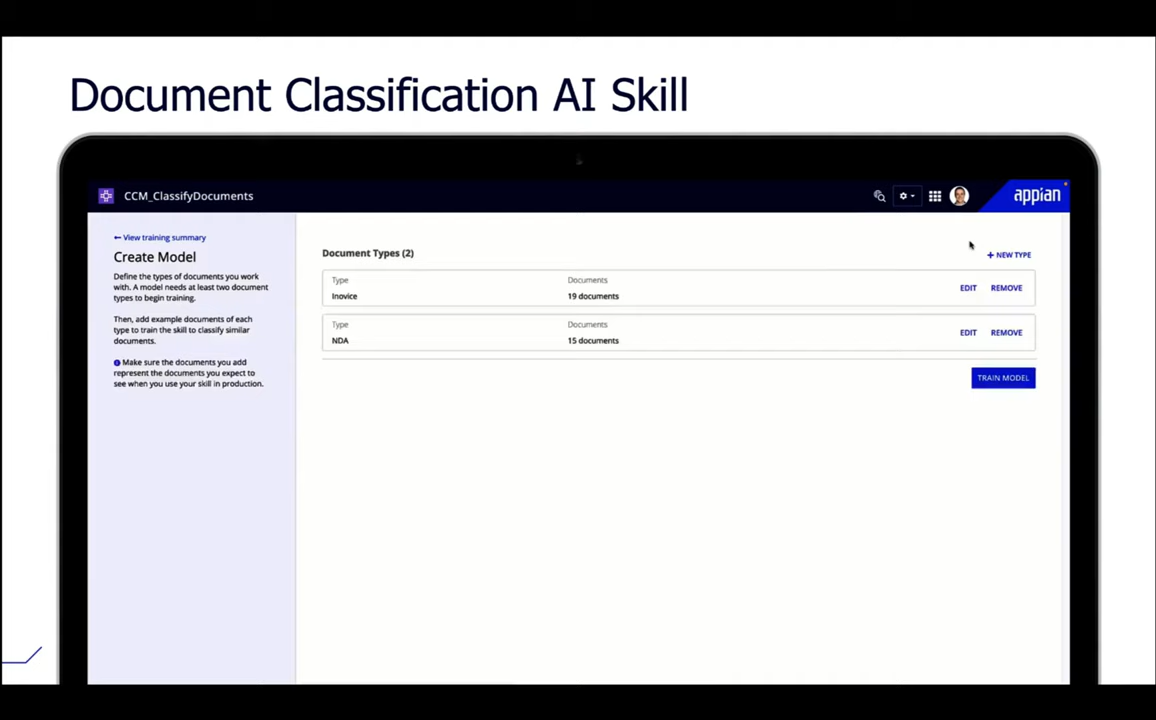 Document Classification AI Skill
CCM_ClassifyDocuments
appian
← View training summary
Create Model
Define the types of documents you work
with. A model needs at least two document
types to begin training.
Then, add example documents of each
type to train the skill to classify similar
documents.
Make sure the documents you add
represent the documents you expect to
see when you use your skill in production.
Document Types (2)
+ NEW TYPE
Type
Documents
Inovice
19 documents
EDIT
REMOVE
Type
Documents
NDA
15 documents
EDIT
REMOVE
TRAIN MODEL